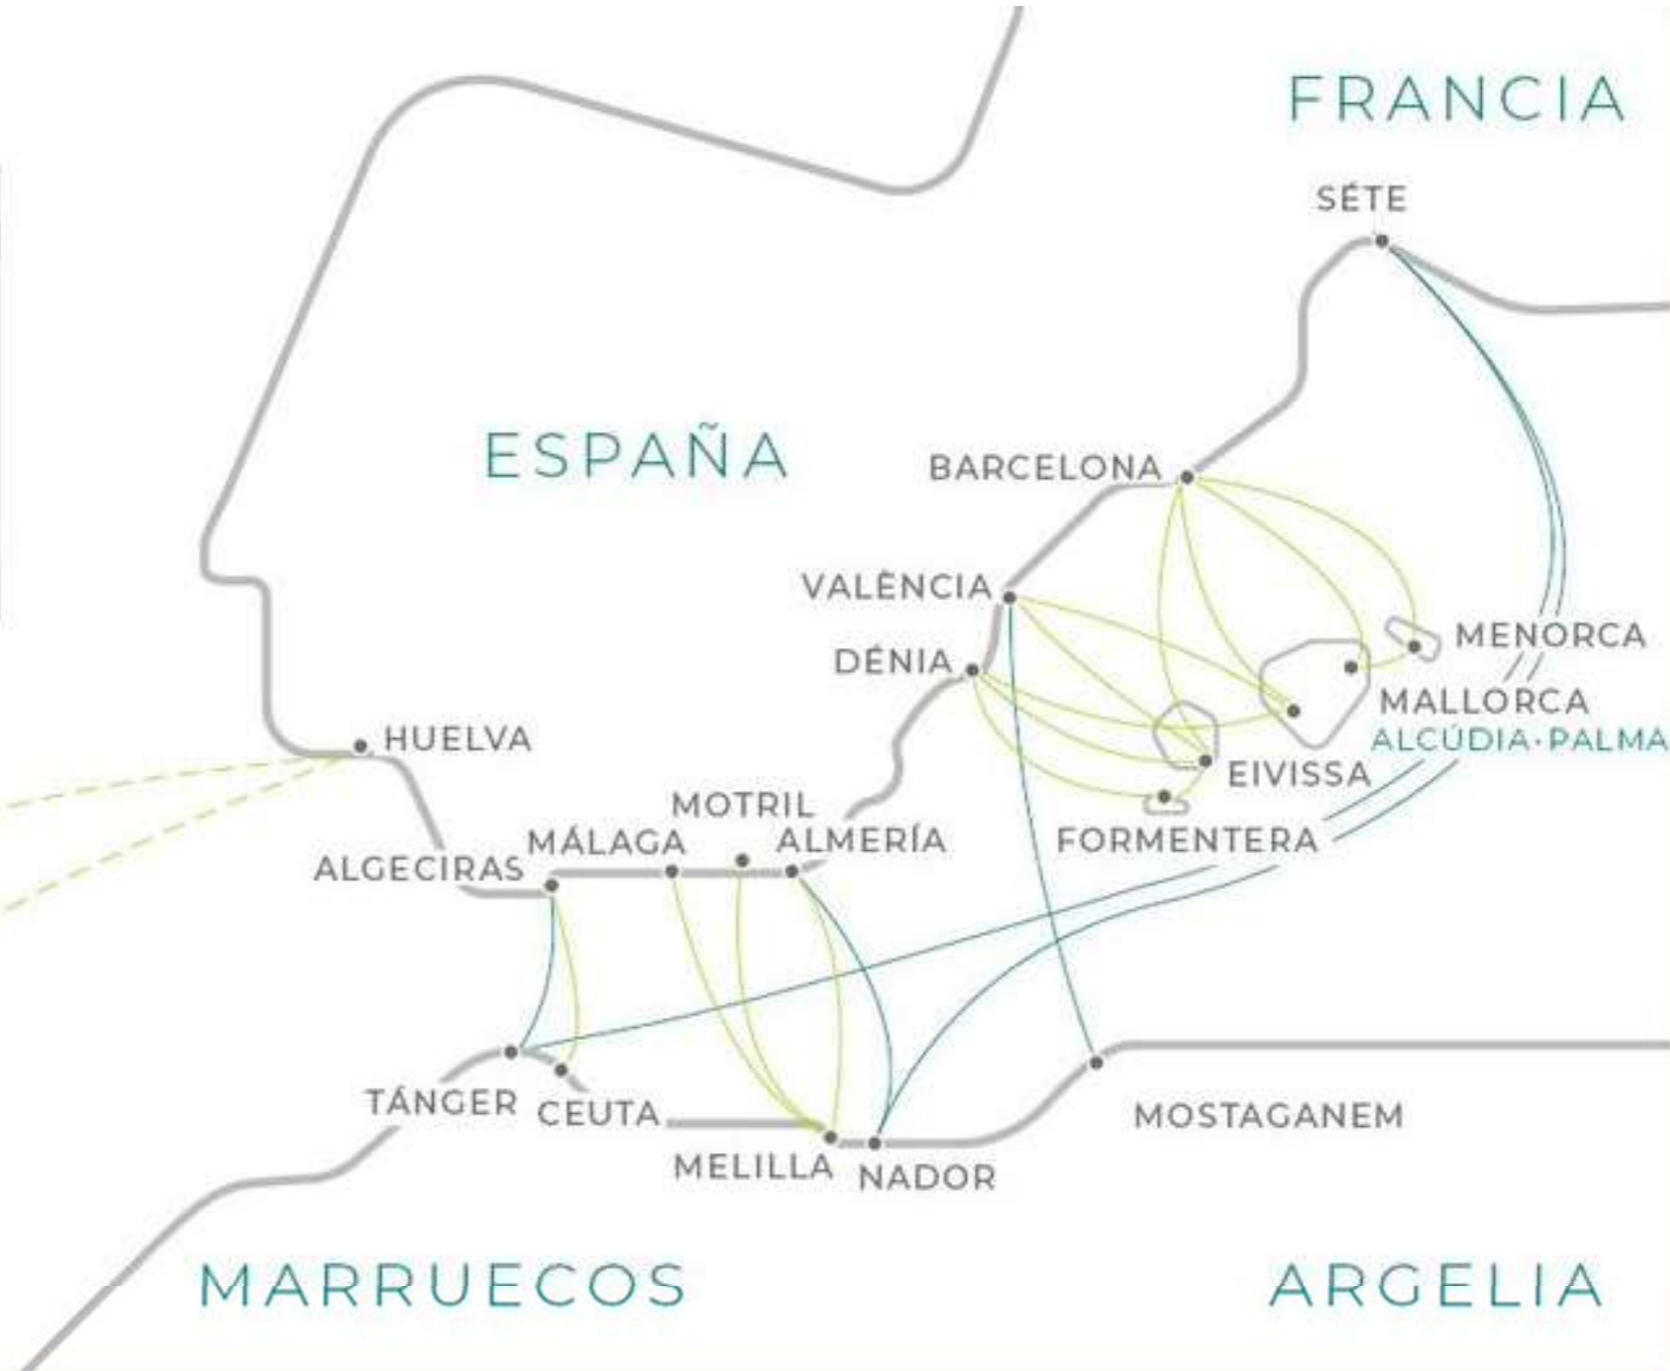 FRANCIA
SÉTE
ESPAÑA
BARCELONA
VALÈNCIA
MENORCA
DÉNIA
MALLORCA
ALCÚDIA·PALMA
HUELVA
EIVISSA
MOTRIL
MÁLAGA
ALMERÍA
FORMENTERA
ALGECIRAS
TÁNGER
CEUTA
MOSTAGANEM
MELILLA
NADOR
MARRUECOS
ARGELIA